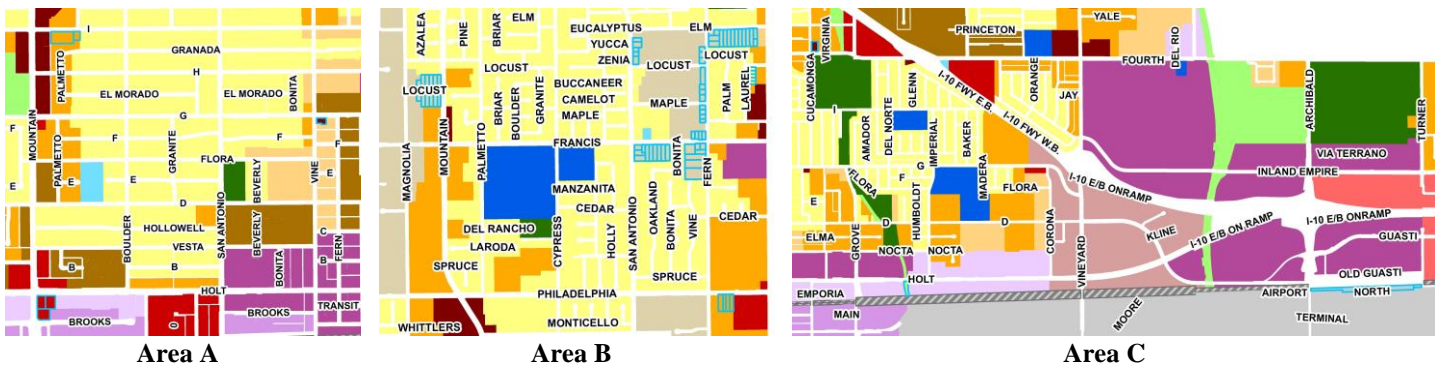 I
GRANADA
PALMETTO
H
EL MORADO
EL MORADO
BONITA
G
MOUNTAIN
F
F
F
F
PALMETTO
GRANITE
FLORA
BEVERLY
VINE
E
E
E
E
D
BOULDER
HOLLOWELL
SAN ANTONIO
BEVERLY
C
FERN
VESTA
B
B
BONITA
B
HOLT
BROOKS
O
BROOKS
TRANSIT
Area A
AZALEA
PINE
BRIAR
ELM
EUCALYPTUS
ELM
YUCCA
ZENIA
LOCUST
LOCUST
LOCUST
LOCUST
BUCCANEER
CAMELOT
MAPLE
MAPLE
PALM
LAUREL
BRIAR
BOULDER
GRANITE
MOUNTAIN
PALMETTO
FRANCIS
MAGNOLIA
BONITA
FERN
MANZANITA
CEDAR
CEDAR
DEL RANCHO
LARODA
CYPRESS
HOLLY
SAN ANTONIO
OAKLAND
BONITA
VINE
SPRUCE
SPRUCE
PHILADELPHIA
WHITTLERS
MONTICELLO
Area B
VIRGINIA
CUCAMONGA
PRINCETON
YALE
DEL RIO
FOURTH
I-10 FWY E.B.
I-10 FWY W.B.
ORANGE
JAY
GLENN
I
AMADOR
DEL NORTE
IMPERIAL
BAKER
ARCHIBALD
TURNER
VIA TERRANO
G
F
MADERA
INLAND EMPIRE
E
FLORA
HUMBOLDT
FLORA
I-10 E/B ONRAMP
D
D
ELMA
GROVE
NOCTA
NOCTA
CORONA
VINEYARD
KLINE
I-10 E/B ON RAMP
I-10 E/B ONRAMP
GUASTI
HOLT
OLD GUASTI
EMPORIA
AIRPORT
NORTH
MAIN
MOORE
TERMINAL
Area C